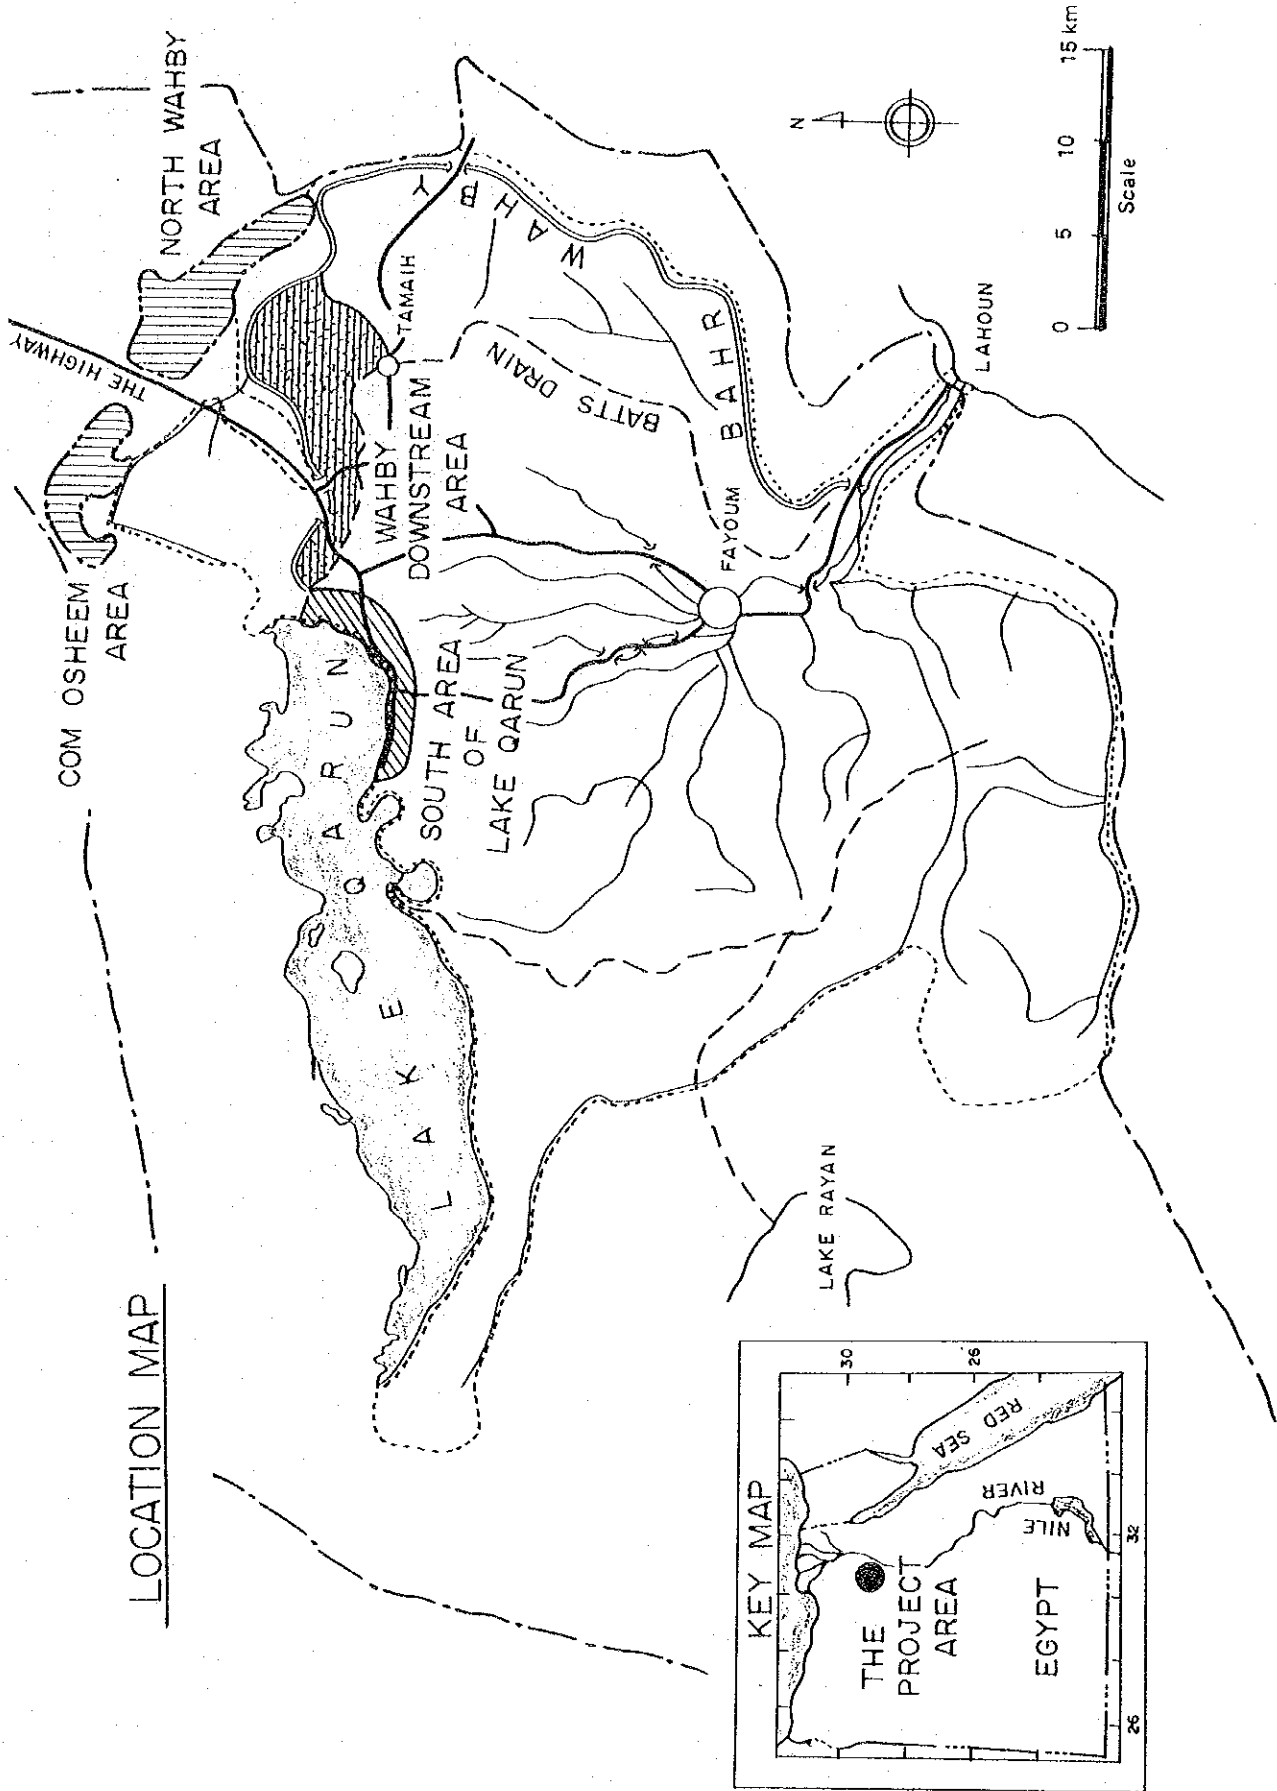 LOCATION MAP
COM OSHEEM
AREA
THE HIGHWAY
NORTH WAHBY
AREA
LAKE QARUN
WAHBY
DOWNSTREAM
AREA
TAMAIH
SOUTH AREA
OF
LAKE QARUN
BATTS DRAIN
BAHR WAHBY
FAYOUM
LAHOUN
LAKE RAYAN
N
0 5 10 15 km
Scale
KEY MAP
THE
PROJECT
AREA
EGYPT
NILE
RIVER
RED SEA
30
26
26
32